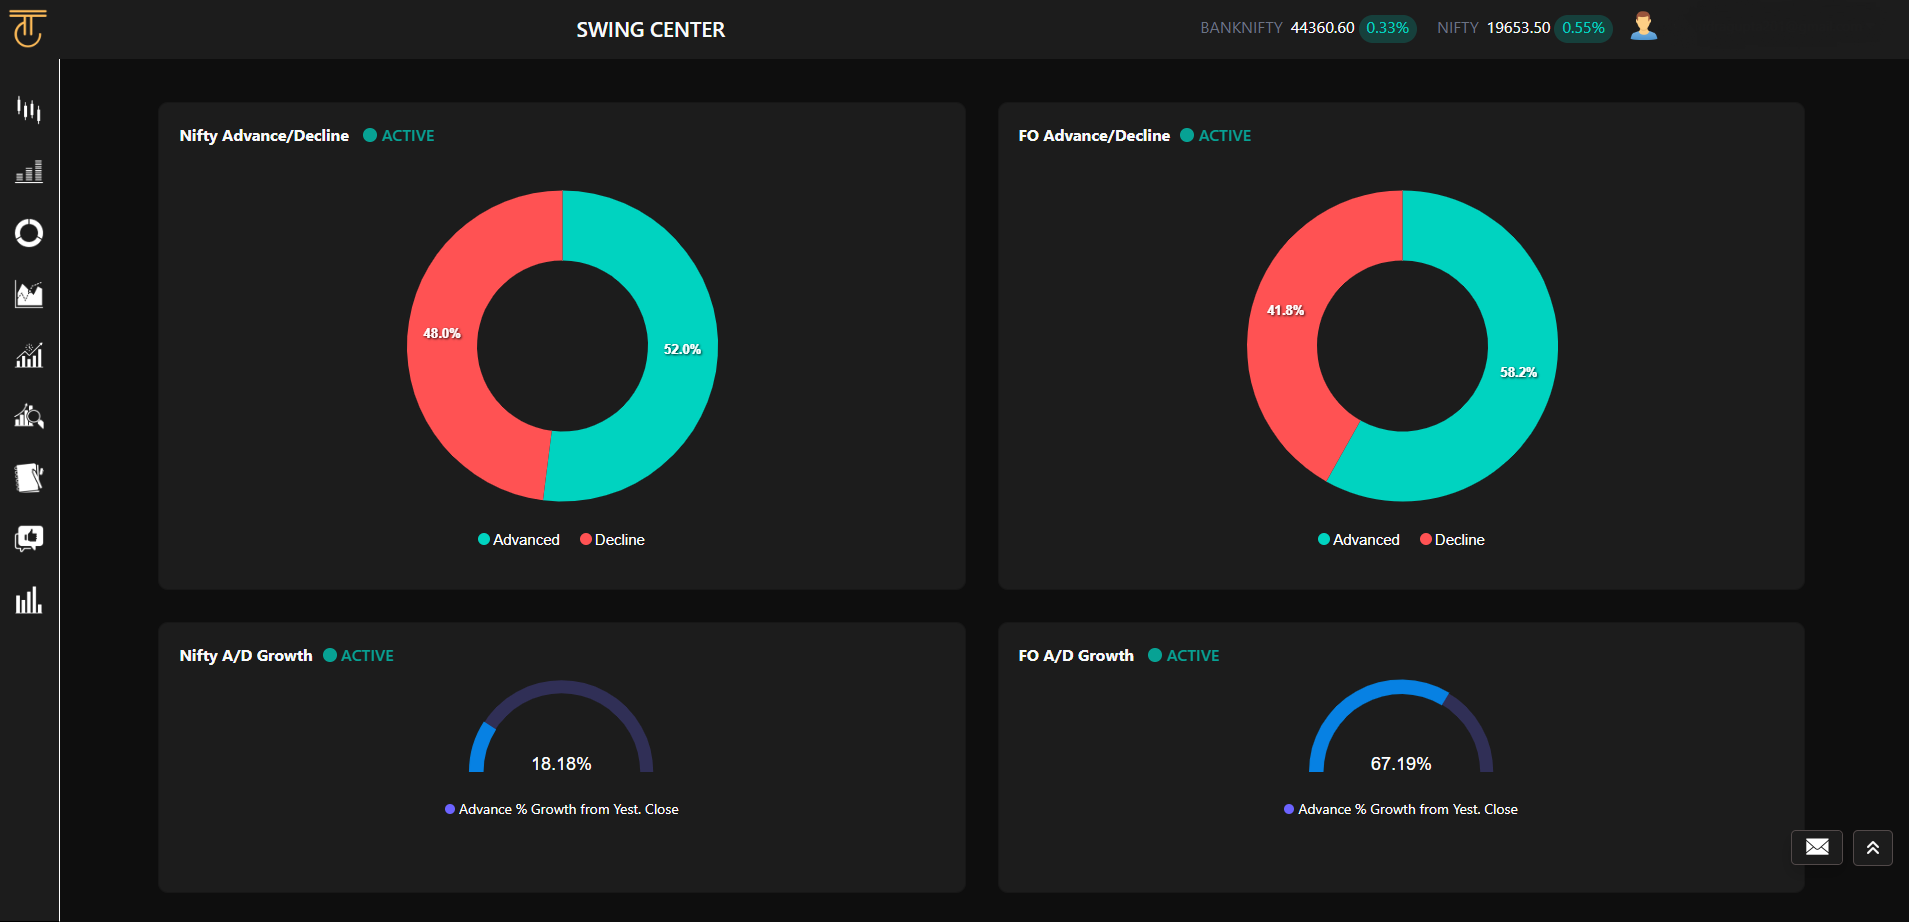 SWING CENTER
BANKNIFTY 44360.60 0.33% NIFTY 19653.50 0.55%
Nifty Advance/Decline ACTIVE
48.0%
52.0%
Advanced Decline
FO Advance/Decline ACTIVE
41.8%
58.2%
Advanced Decline
Nifty A/D Growth ACTIVE
18.18%
Advance % Growth from Yest. Close
FO A/D Growth ACTIVE
67.19%
Advance % Growth from Yest. Close